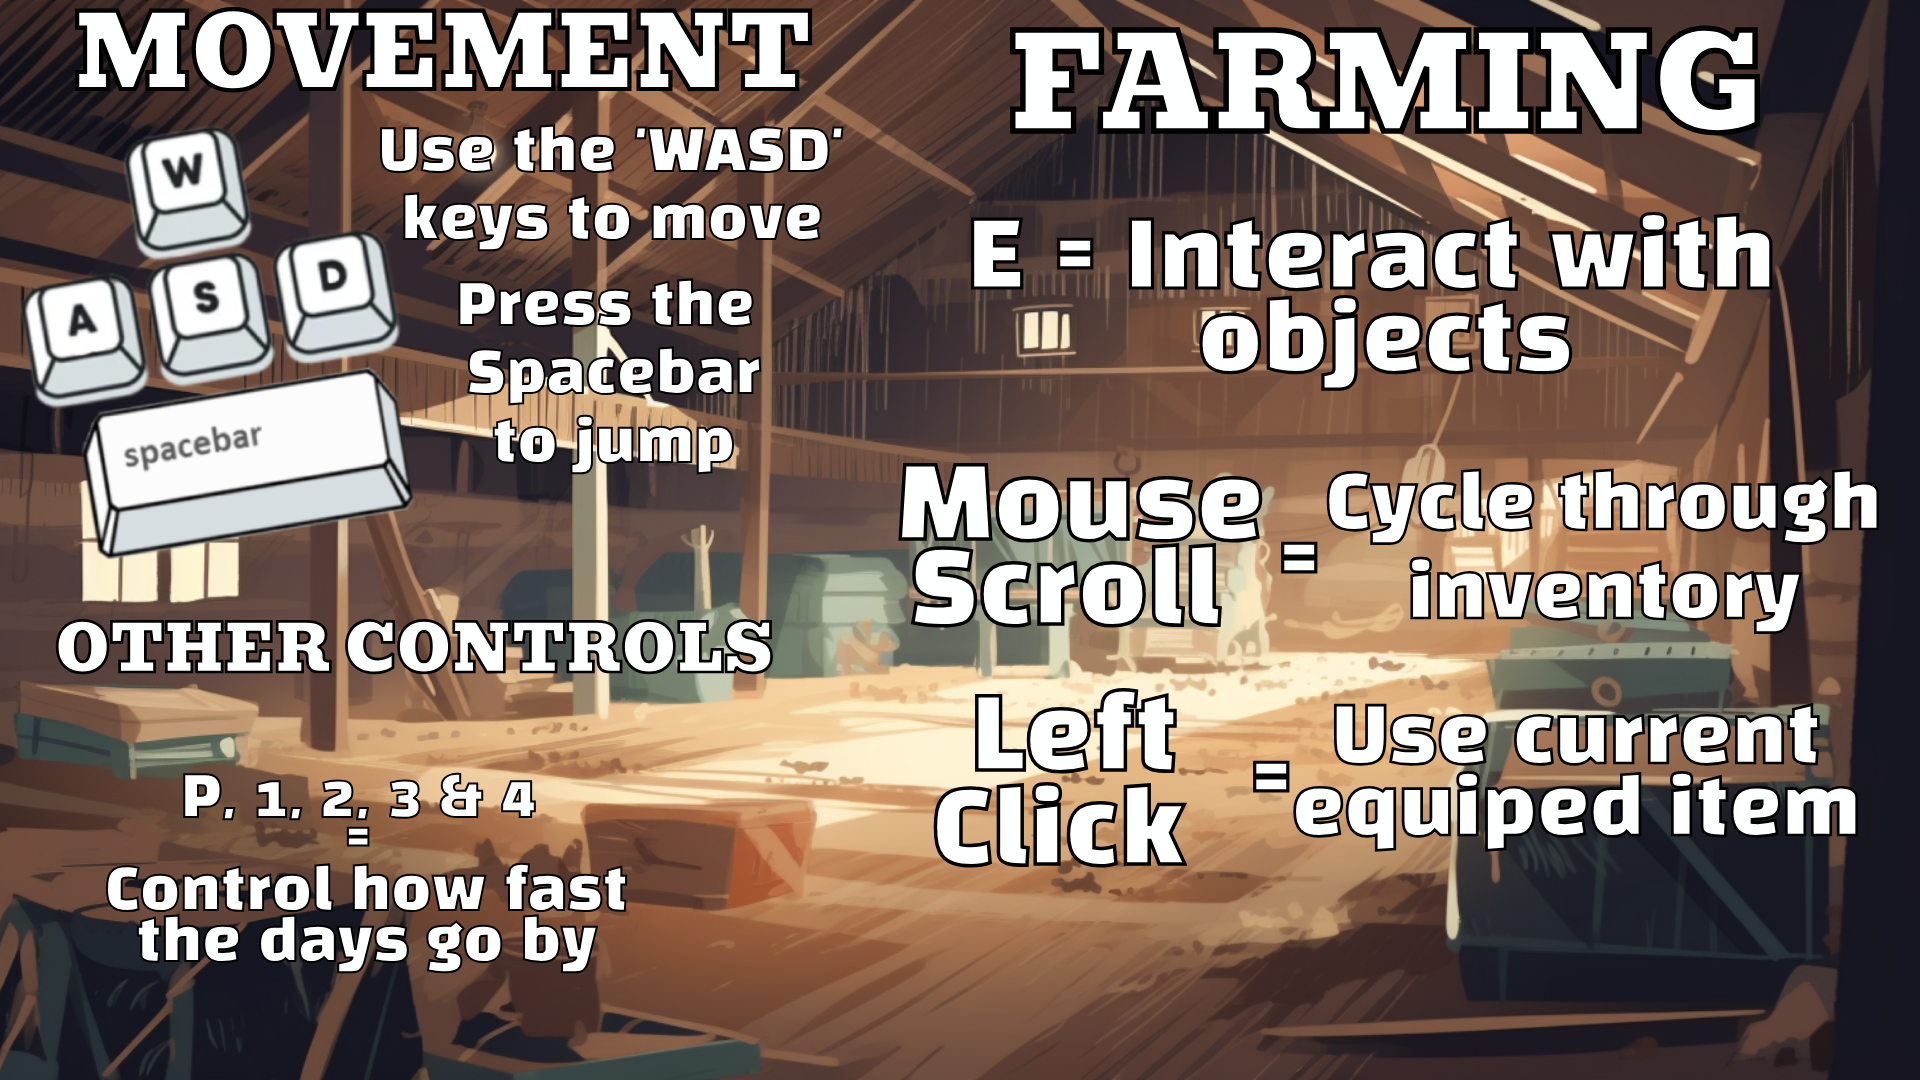 MOVEMENT
W
A S D
spacebar
Use the 'WASD'
keys to move
Press the
Spacebar
to jump
OTHER CONTROLS
P, 1, 2, 3 & 4
=
Control how fast
the days go by
FARMING
E = Interact with
objects
Mouse
Scroll
=
Cycle through
inventory
Left
Click
=
Use current
equiped item